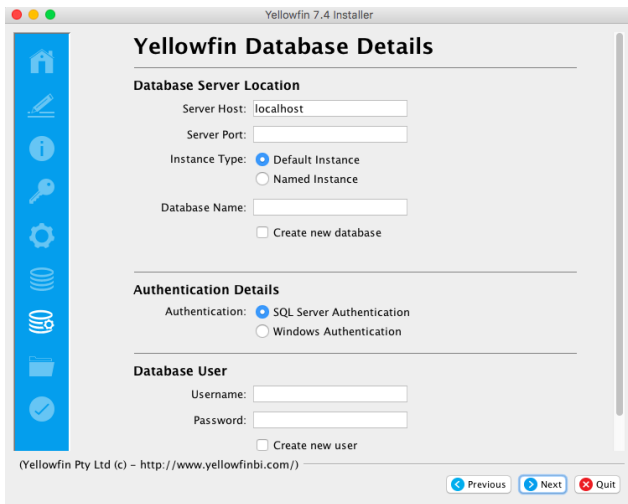 Yellowfin 7.4 Installer
Yellowfin Database Details
Database Server Location
Server Host: localhost
Server Port:
Instance Type: Default Instance
Named Instance
Database Name:
Create new database
Authentication Details
Authentication: SQL Server Authentication
Windows Authentication
Database User
Username:
Password:
Create new user
(Yellowfin Pty Ltd (c) - http://www.yellowfinbi.com/)
Previous Next Quit